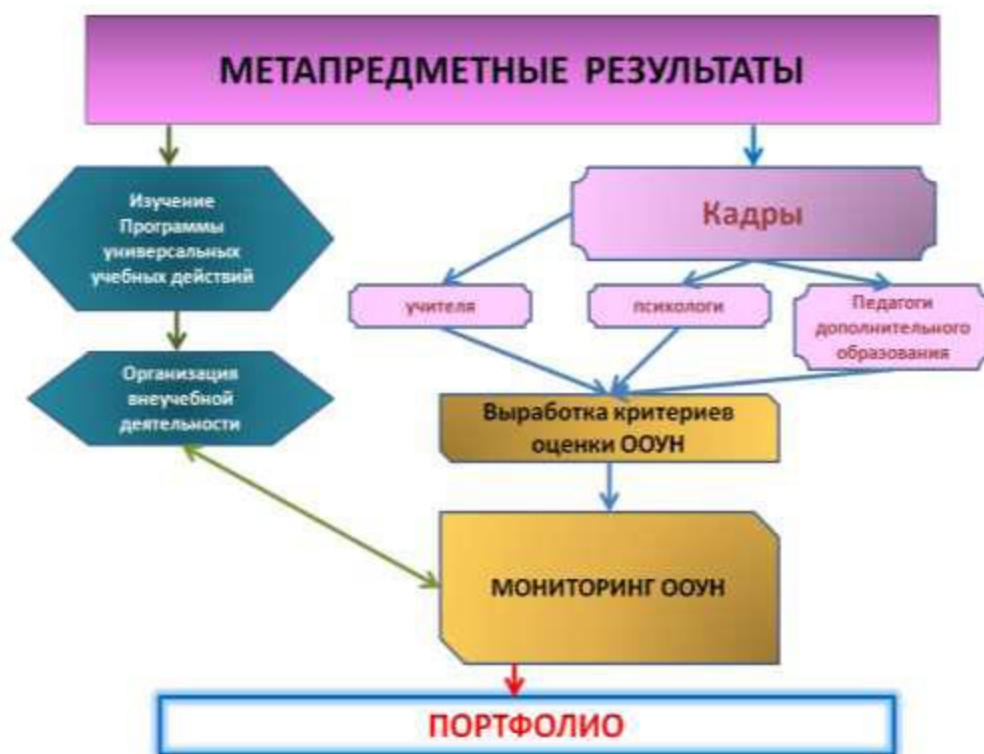 МЕТАПРЕДМЕТНЫЕ РЕЗУЛЬТАТЫ
Изучение
Программы
универсальных
учебных действий
Кадры
учителя
психологи
Педагоги
дополнительного
образования
Организация
внеучебной
деятельности
Выработка критериев
оценки ООУН
МОНИТОРИНГ ООУН
ПОРТФОЛИО